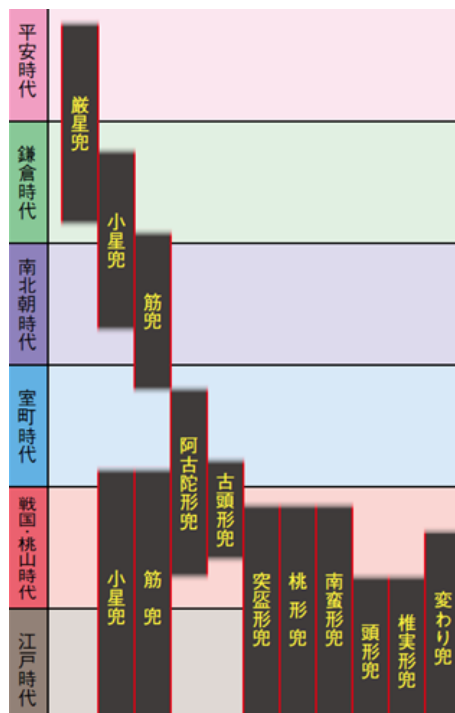 平安時代
鎌倉時代
南北朝時代
室町時代
戦国・桃山時代
江戸時代
厳星兜
小星兜
筋兜
小星兜
筋兜
阿古陀形兜
古頭形兜
突盔形兜
桃形兜
南蛮形兜
頭形兜
椎実形兜
変わり兜